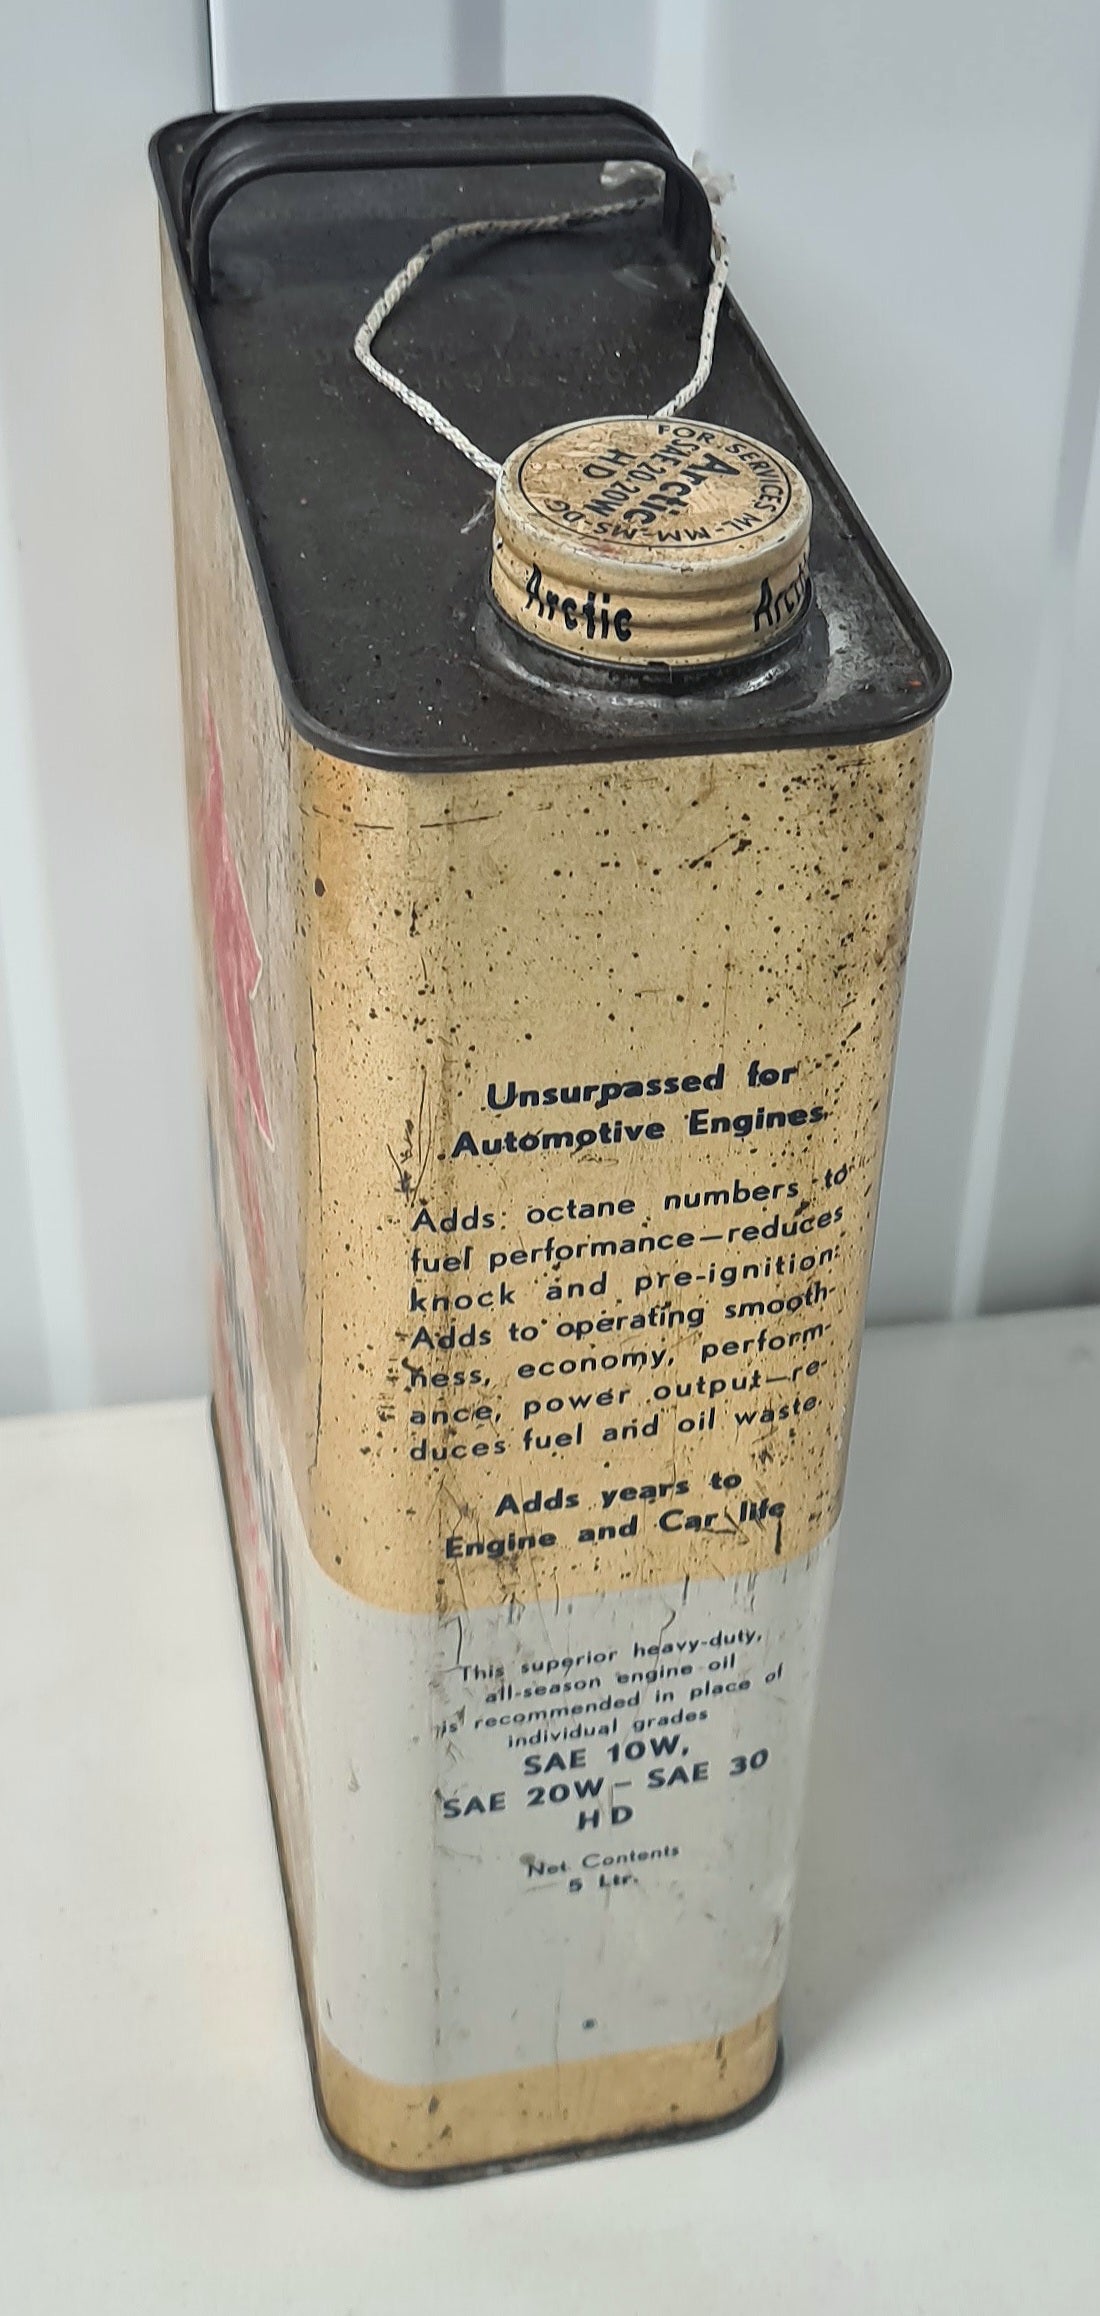 FOR SERVICES ML-MM-MS-DG
Arctic
SAE 20-20W
HD
Arctic
Arctic
Unsurpassed for
Automotive Engines
Adds octane numbers to
fuel performance—reduces
knock and pre-ignition.
Adds to operating smooth-
ness, economy, perform-
ance, power output—re-
duces fuel and oil waste.
Adds years to
Engine and Car life
This superior heavy-duty,
all-season engine oil
is recommended in place of
individual grades
SAE 10W,
SAE 20W - SAE 30
HD
Net Contents
5 Ltr.